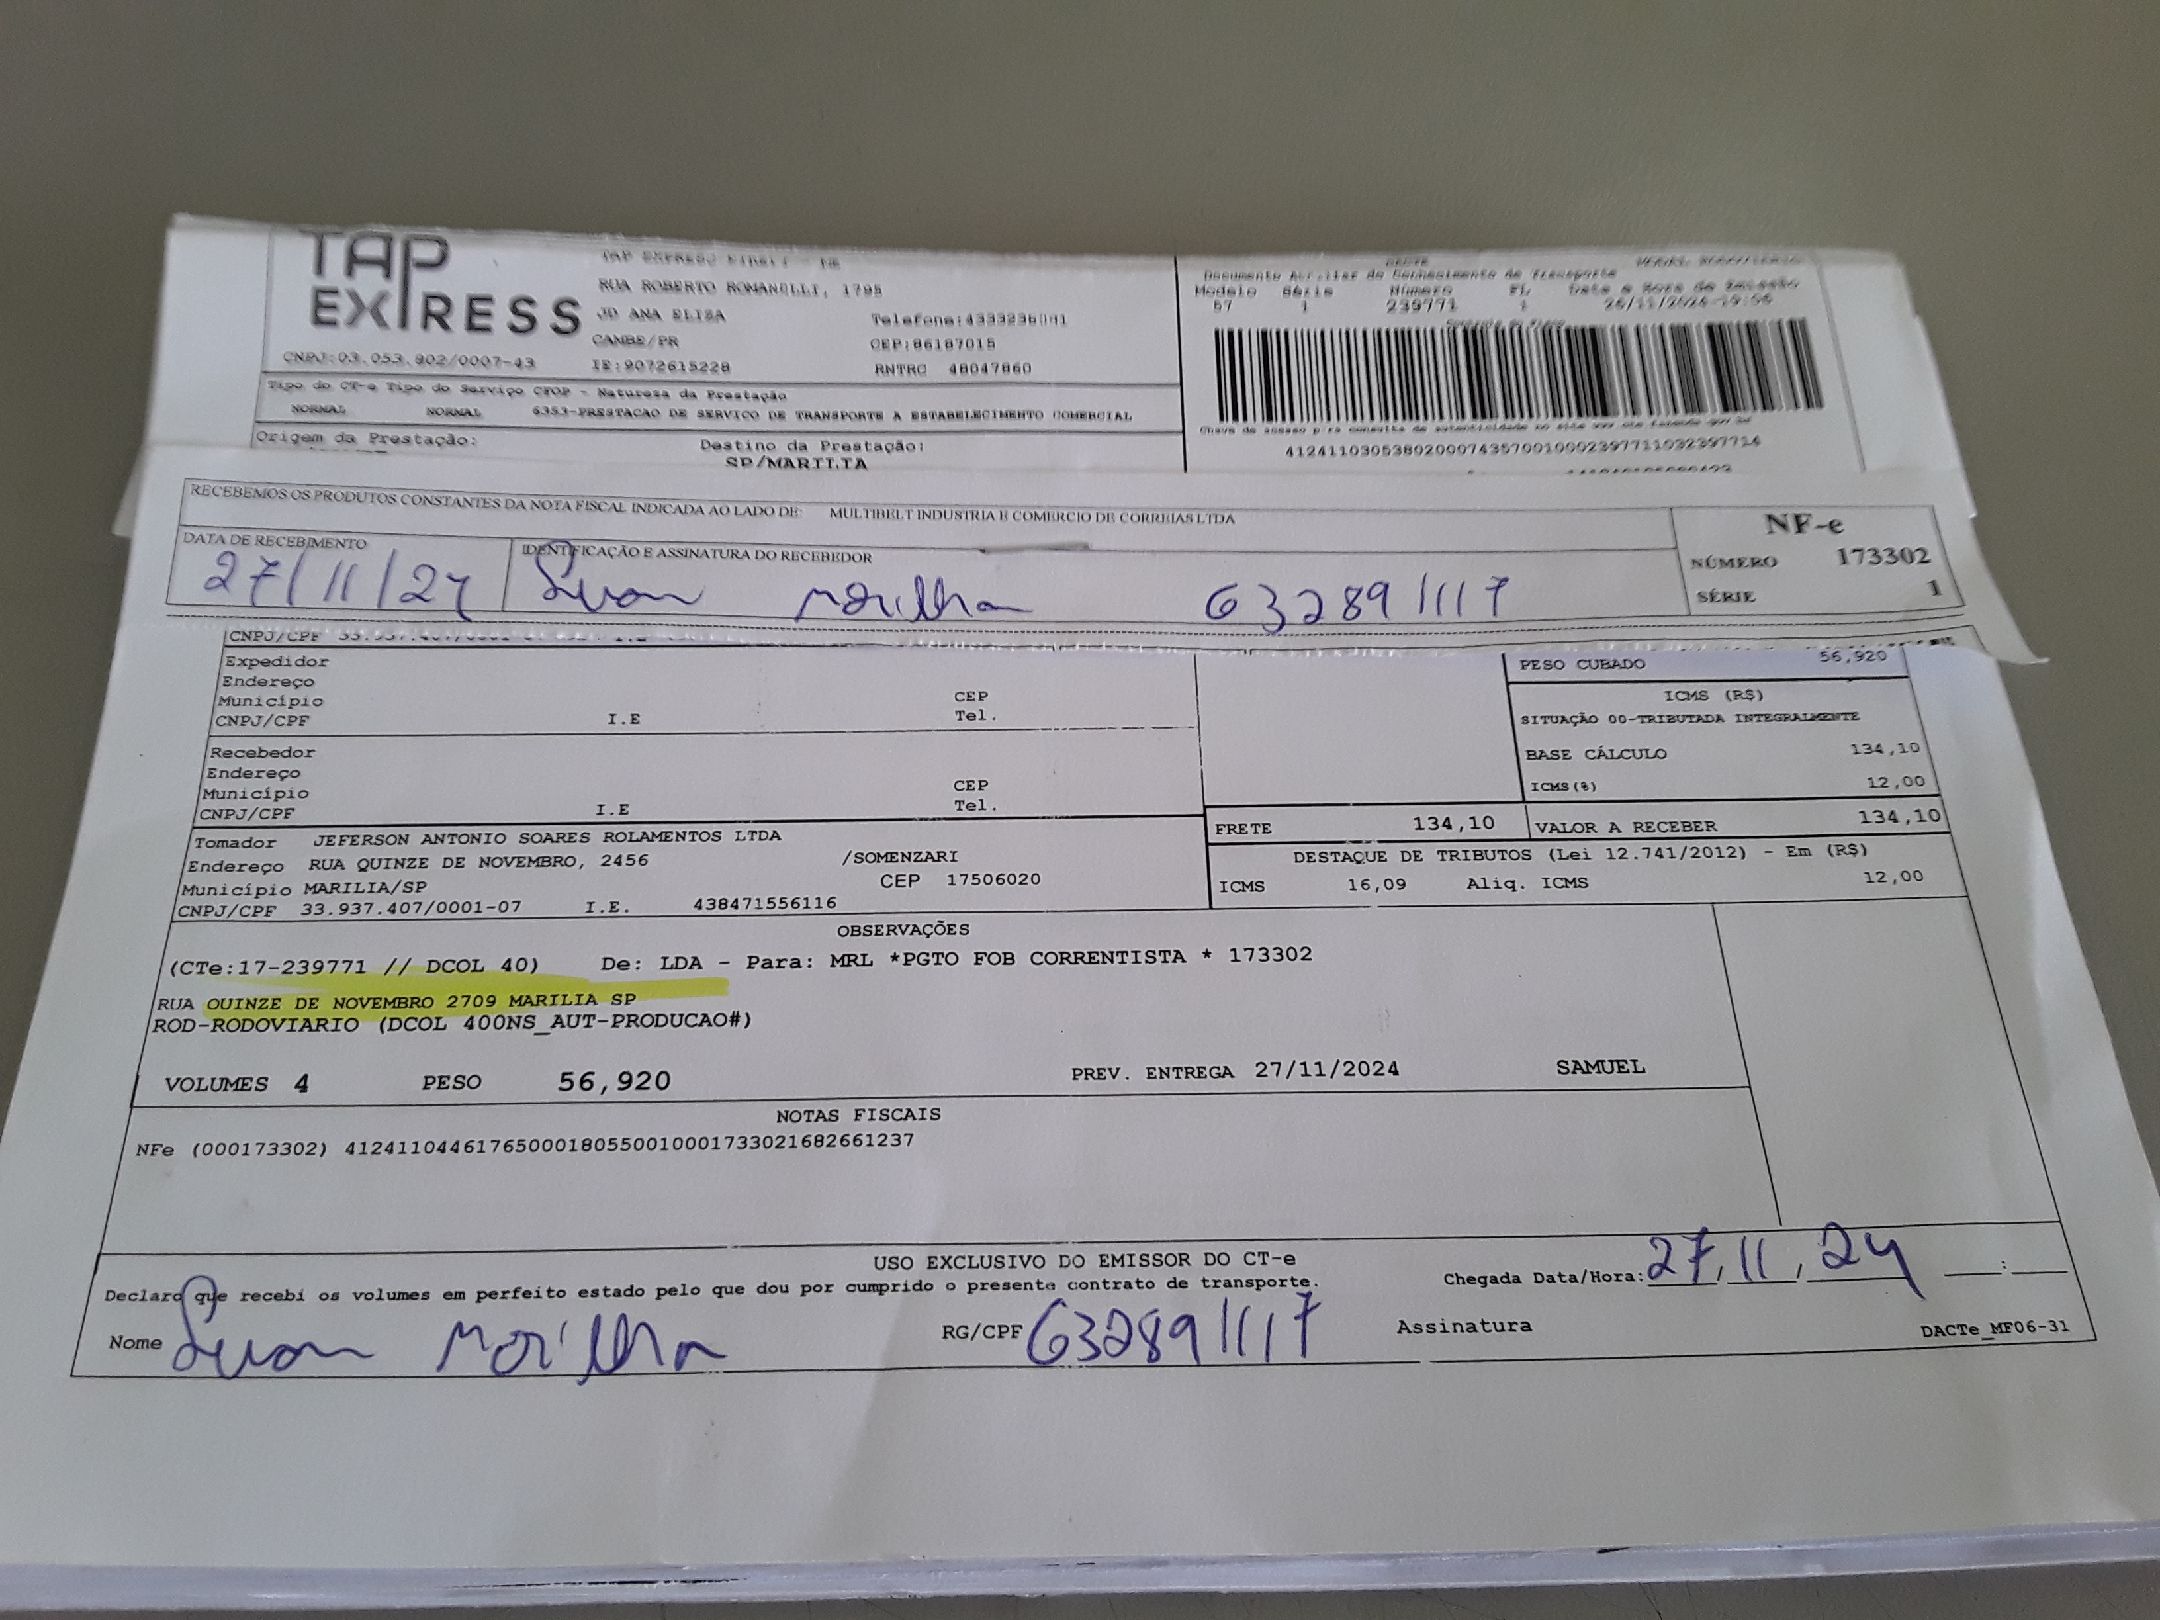 TAP
EXPRESS
RUA ROBERTO ROMANELLI, 1795
JD ANA ELISA
CAMBE/PR CEP:86187015
CNPJ:03.053.902/0007-43 IE:9072615228 RNTRC 48047860
Tipo do CT-e Tipo do Serviço CFOP - Natureza da Prestação
NORMAL NORMAL 6353-PRESTACAO DE SERVICO DE TRANSPORTE A ESTABELECIMENTO COMERCIAL
Origem da Prestação: Destino da Prestação:
SP/MARILIA
Documento Auxiliar do Conhecimento de Transporte
Modelo Série Número FL Data e Hora de Emissão
57 1 239771 1
RECEBEMOS OS PRODUTOS CONSTANTES DA NOTA FISCAL INDICADA AO LADO DE: MULTIBELT INDUSTRIA E COMERCIO DE CORREIAS LTDA
NF-e
NÚMERO 173302
SÉRIE 1
DATA DE RECEBIMENTO IDENTIFICAÇÃO E ASSINATURA DO RECEBEDOR
27/11/24 Luan Morilha 632891117
Expedidor
Endereço
Município CEP
CNPJ/CPF I.E Tel.
Recebedor
Endereço
Município CEP
CNPJ/CPF I.E Tel.
PESO CUBADO 56,920
ICMS (R$)
SITUAÇÃO 00-TRIBUTADA INTEGRALMENTE
BASE CÁLCULO 134,10
ICMS(%) 12,00
FRETE 134,10 VALOR A RECEBER 134,10
DESTAQUE DE TRIBUTOS (Lei 12.741/2012) - Em (R$)
ICMS 16,09 Aliq. ICMS 12,00
Tomador JEFERSON ANTONIO SOARES ROLAMENTOS LTDA
Endereço RUA QUINZE DE NOVEMBRO, 2456 /SOMENZARI
Município MARILIA/SP CEP 17506020
CNPJ/CPF 33.937.407/0001-07 I.E. 438471556116
OBSERVAÇÕES
(CTe:17-239771 // DCOL 40) De: LDA - Para: MRL *PGTO FOB CORRENTISTA * 173302
RUA QUINZE DE NOVEMBRO 2709 MARILIA SP
ROD-RODOVIARIO (DCOL 400NS_AUT-PRODUCAO#)
VOLUMES 4 PESO 56,920 PREV. ENTREGA 27/11/2024 SAMUEL
NOTAS FISCAIS
NFe (000173302) 41241104461765000180550010001733021682661237
USO EXCLUSIVO DO EMISSOR DO CT-e
Declaro que recebi os volumes em perfeito estado pelo que dou por cumprido o presente contrato de transporte. Chegada Data/Hora: 27/11/24 :
Nome Luan Morilha RG/CPF 632891117 Assinatura DACTe_MF06-31